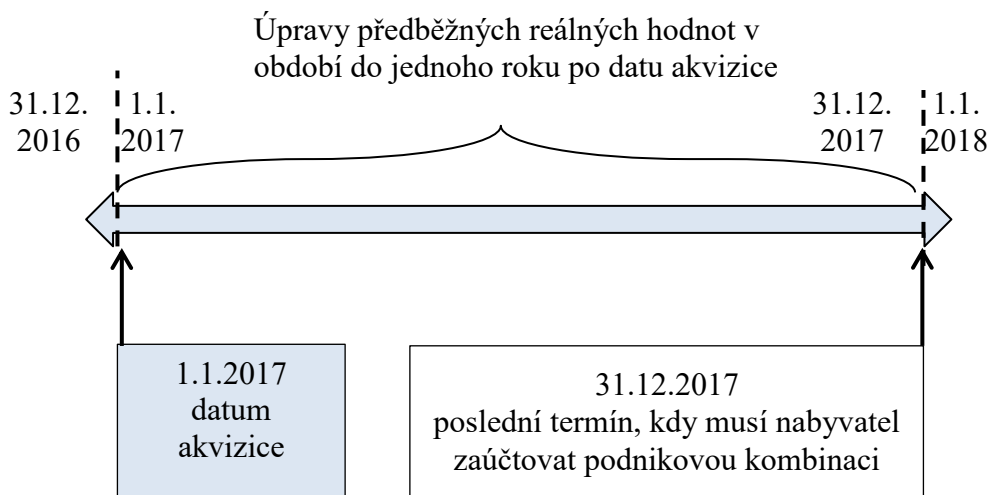 Úpravy předběžných reálných hodnot v
období do jednoho roku po datu akvizice
31.12.
2016
1.1.
2017
31.12.
2017
1.1.
2018
1.1.2017
datum
akvizice
31.12.2017
poslední termín, kdy musí nabyvatel
zaúčtovat podnikovou kombinaci